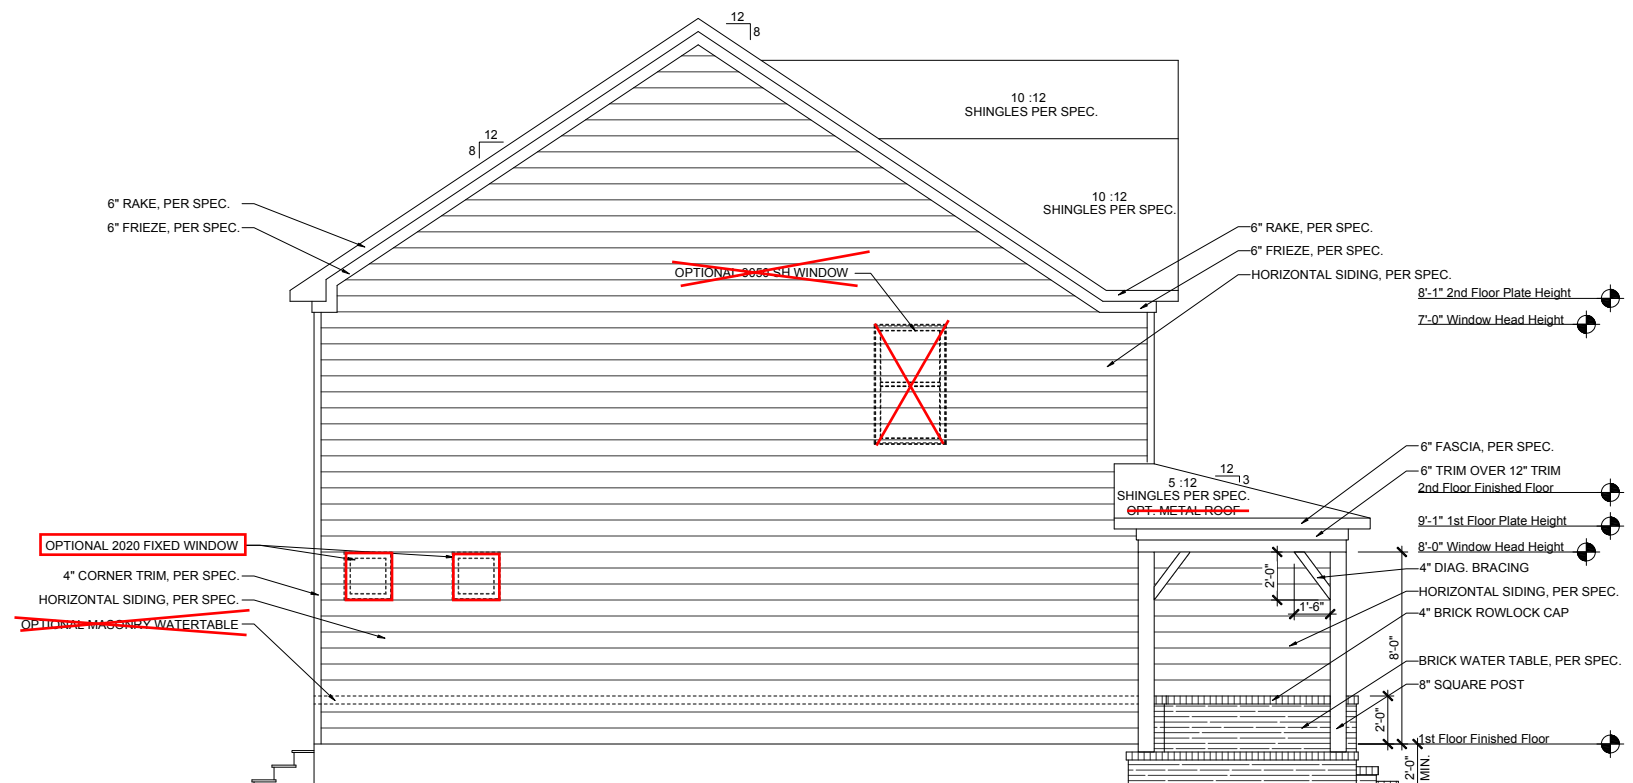 12
8
10 :12
SHINGLES PER SPEC.
12
8
10 :12
SHINGLES PER SPEC.
6" RAKE, PER SPEC.
6" FRIEZE, PER SPEC.
6" RAKE, PER SPEC.
6" FRIEZE, PER SPEC.
HORIZONTAL SIDING, PER SPEC.
OPTIONAL 3050 SH WINDOW
8'-1" 2nd Floor Plate Height
7'-0" Window Head Height
6" FASCIA, PER SPEC.
6" TRIM OVER 12" TRIM
2nd Floor Finished Floor
12
3
5 :12
SHINGLES PER SPEC.
OPT. METAL ROOF
9'-1" 1st Floor Plate Height
8'-0" Window Head Height
4" DIAG. BRACING
HORIZONTAL SIDING, PER SPEC.
4" BRICK ROWLOCK CAP
OPTIONAL 2020 FIXED WINDOW
4" CORNER TRIM, PER SPEC.
HORIZONTAL SIDING, PER SPEC.
OPTIONAL MASONRY WATERTABLE
2'-0"
1'-6"
8'-0"
BRICK WATER TABLE, PER SPEC.
8" SQUARE POST
2'-0"
1st Floor Finished Floor
2'-0"
MIN.